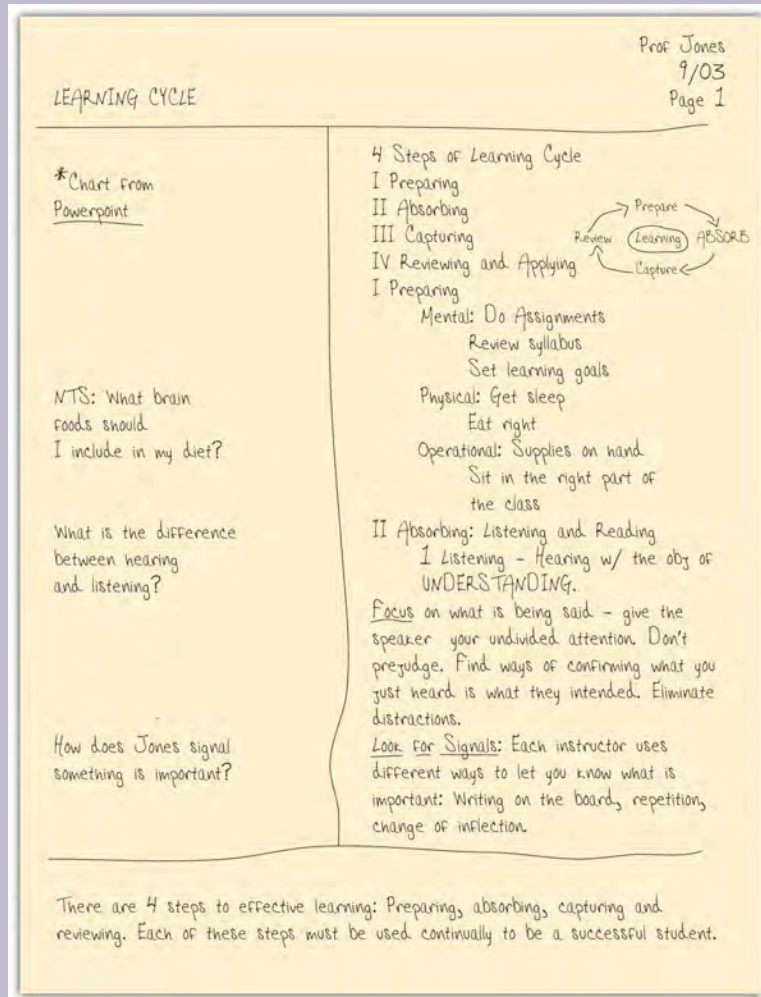 Prof Jones
9/03
LEARNING CYCLE
Page 1
*Chart from
Powerpoint
4 Steps of Learning Cycle
I Preparing
II Absorbing
III Capturing
IV Reviewing and Applying
Prepare
Review
Learning
ABSORB
Capture
I Preparing
Mental: Do Assignments
Review syllabus
Set learning goals
NTS: What brain
foods should
I include in my diet?
Physical: Get sleep
Eat right
Operational: Supplies on hand
Sit in the right part of
the class
What is the difference
between hearing
and listening?
II Absorbing: Listening and Reading
1 Listening - Hearing w/ the obj of
UNDERSTANDING.
Focus on what is being said - give the
speaker your undivided attention. Don't
prejudge. Find ways of confirming what you
just heard is what they intended. Eliminate
distractions.
How does Jones signal
something is important?
Look for Signals: Each instructor uses
different ways to let you know what is
important: Writing on the board, repetition,
change of inflection.
There are 4 steps to effective learning: Preparing, absorbing, capturing and
reviewing. Each of these steps must be used continually to be a successful student.